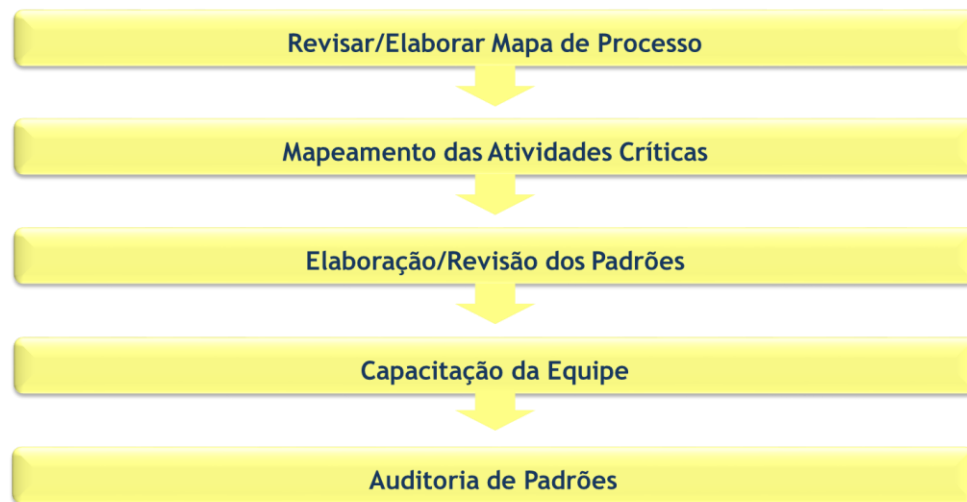 Revisar/Elaborar Mapa de Processo
Mapeamento das Atividades Críticas
Elaboração/Revisão dos Padrões
Capacitação da Equipe
Auditoria de Padrões